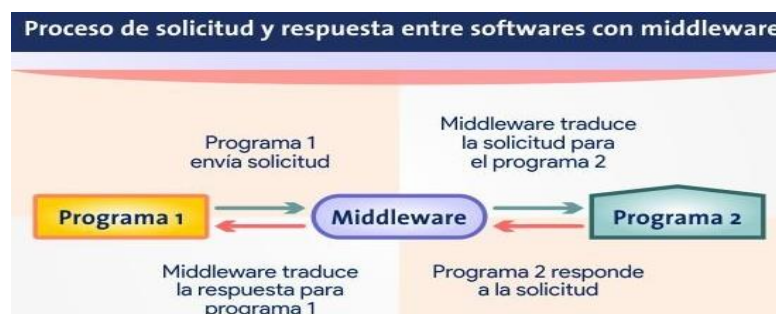 Proceso de solicitud y respuesta entre softwares con middleware
Programa 1
envía solicitud
Middleware traduce
la solicitud para
el programa 2
Programa 1
Middleware
Programa 2
Middleware traduce
la respuesta para
programa 1
Programa 2 responde
a la solicitud